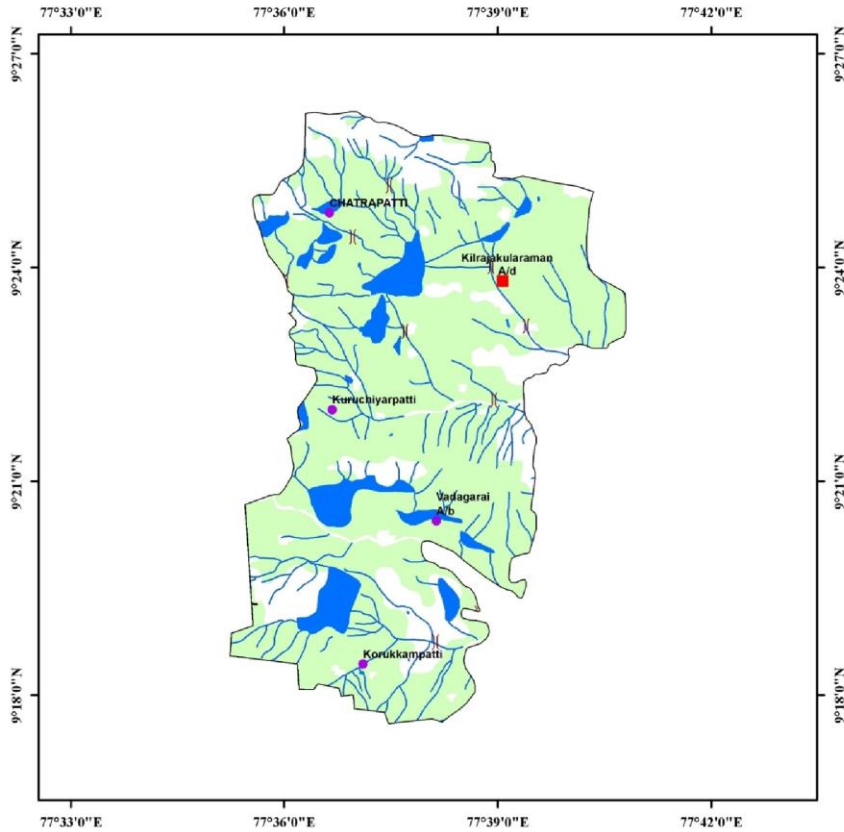 77°33'0"E 77°36'0"E 77°39'0"E 77°42'0"E
9°27'0"N 9°27'0"N
CHATRAPATTI
Kilrajakularaman
A/d
9°24'0"N 9°24'0"N
Kuruchiyarpatti
9°21'0"N 9°21'0"N
Vadagarai
A/b
Korukkampatti
9°18'0"N 9°18'0"N
77°33'0"E 77°36'0"E 77°39'0"E 77°42'0"E